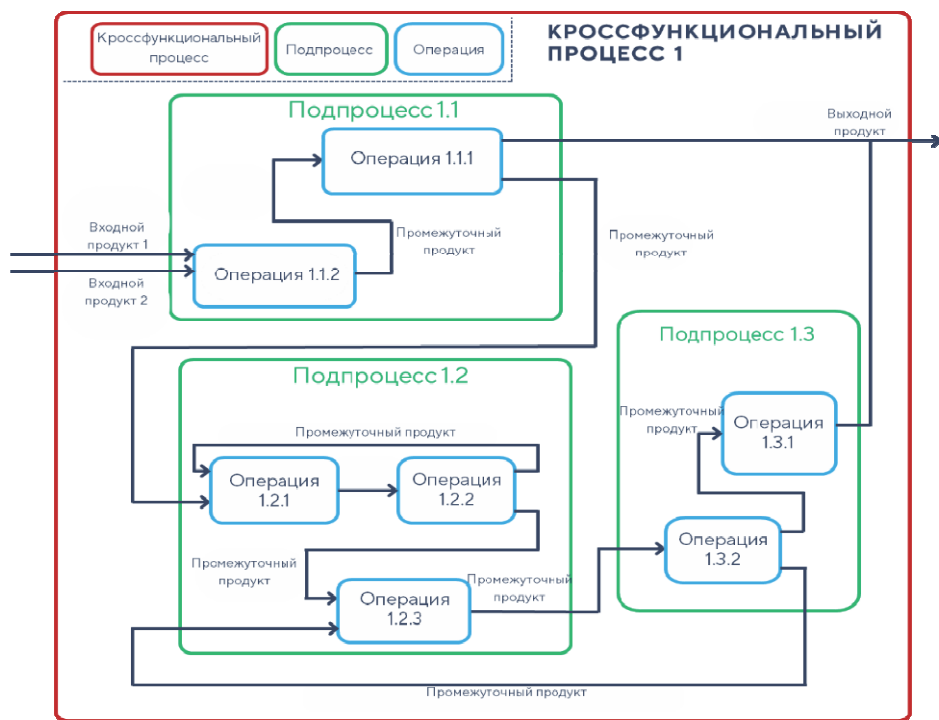 Кроссфункциональный
процесс
Подпроцесс
Операция
КРОССФУНКЦИОНАЛЬНЫЙ
ПРОЦЕСС 1
Подпроцесс 1.1
Выходной
продукт
Операция 1.1.1
Входной
продукт 1
Промежуточный
продукт
Промежуточный
продукт
Операция 1.1.2
Входной
продукт 2
Подпроцесс 1.3
Подпроцесс 1.2
Промежуточный
продукт
Операция
1.3.1
Промежуточный продукт
Операция
1.2.1
Операция
1.2.2
Операция
1.3.2
Промежуточный
продукт
Промежуточный
продукт
Операция
1.2.3
Промежуточный продукт